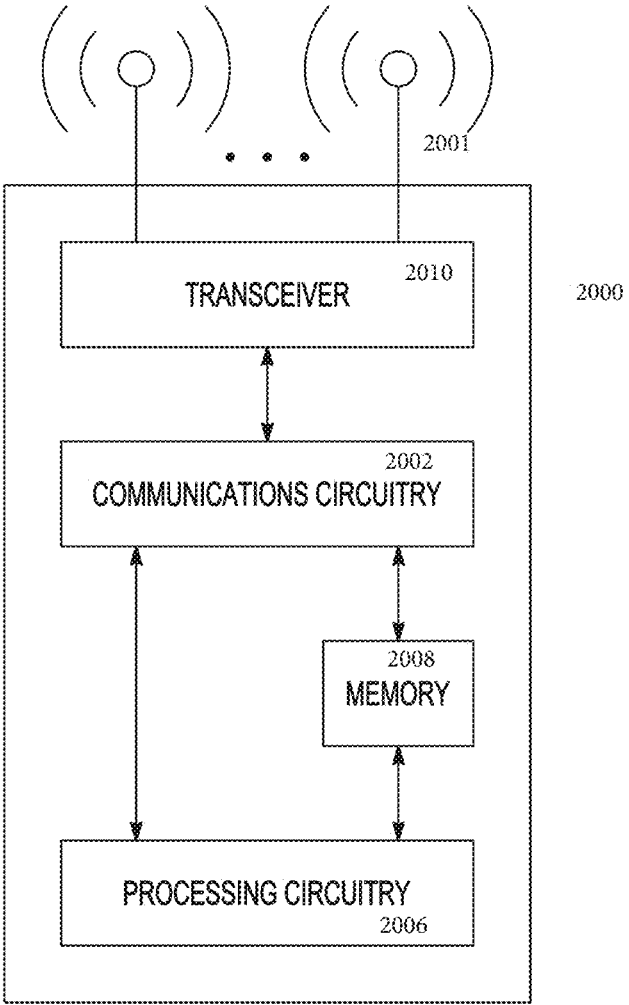 2001
2010
TRANSCEIVER
2000
2002
COMMUNICATIONS CIRCUITRY
2008
MEMORY
PROCESSING CIRCUITRY
2006